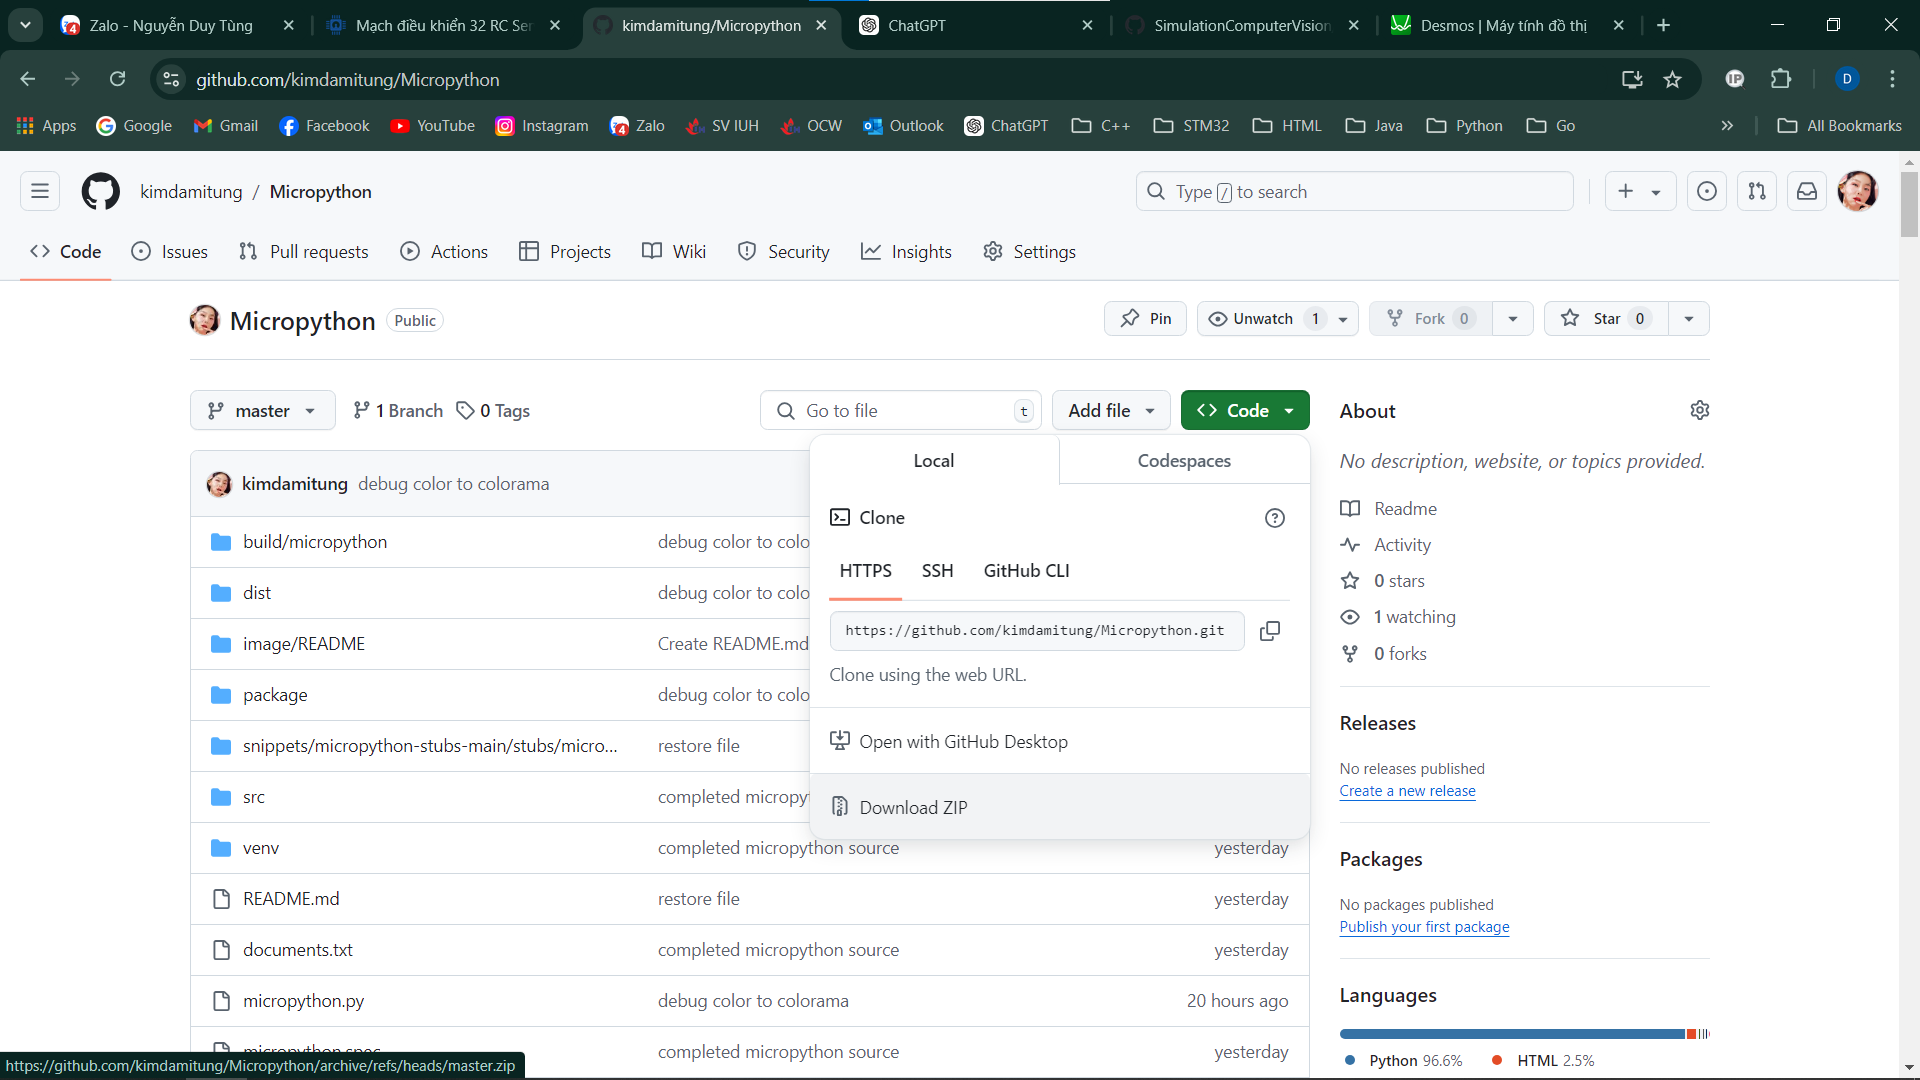 Zalo - Nguyễn Duy Tùng
Mạch điều khiển 32 RC Ser
kimdamitung/Micropython
ChatGPT
SimulationComputerVision
Desmos | Máy tính đồ thị
github.com/kimdamitung/Micropython
IP
D
Apps
Google
Gmail
Facebook
YouTube
Instagram
Zalo
SV IUH
OCW
Outlook
ChatGPT
C++
STM32
HTML
Java
Python
Go
All Bookmarks
kimdamitung / Micropython
Type / to search
Code
Issues
Pull requests
Actions
Projects
Wiki
Security
Insights
Settings
Micropython
Public
Pin
Unwatch 1
Fork 0
Star 0
master
1 Branch
0 Tags
Go to file
t
Add file
Code
About
Local
Codespaces
No description, website, or topics provided.
kimdamitung debug color to colorama
Clone
Readme
build/micropython debug color to colo
Activity
HTTPS
SSH
GitHub CLI
0 stars
dist debug color to colo
https://github.com/kimdamitung/Micropython.git
1 watching
image/README Create README.md
Clone using the web URL.
0 forks
package debug color to colo
Releases
snippets/micropython-stubs-main/stubs/micro... restore file
Open with GitHub Desktop
No releases published
Create a new release
src completed micropy
Download ZIP
venv completed micropython source yesterday
Packages
README.md restore file yesterday
No packages published
Publish your first package
documents.txt completed micropython source yesterday
Languages
micropython.py debug color to colorama 20 hours ago
micropython.spec completed micropython source yesterday
Python 96.6%
HTML 2.5%
https://github.com/kimdamitung/Micropython/archive/refs/heads/master.zip